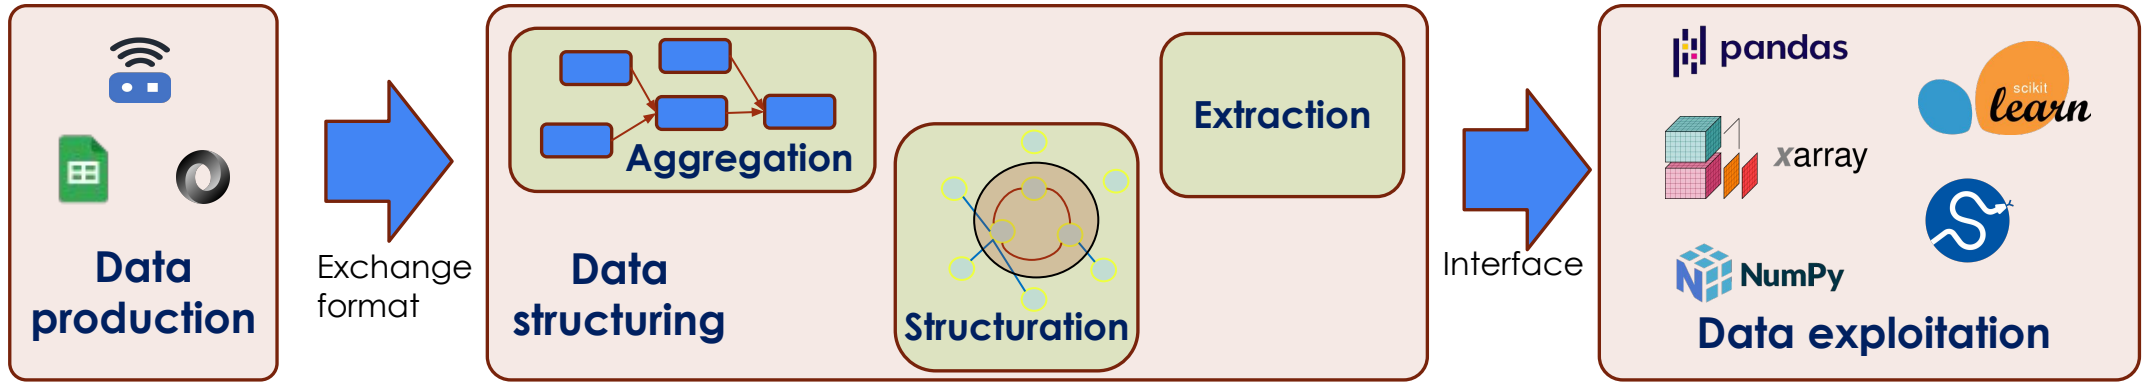 Data
production
Exchange
format
Aggregation
Data
structuring
Structuration
Extraction
Interface
pandas
scikit
learn
xarray
NumPy
Data exploitation